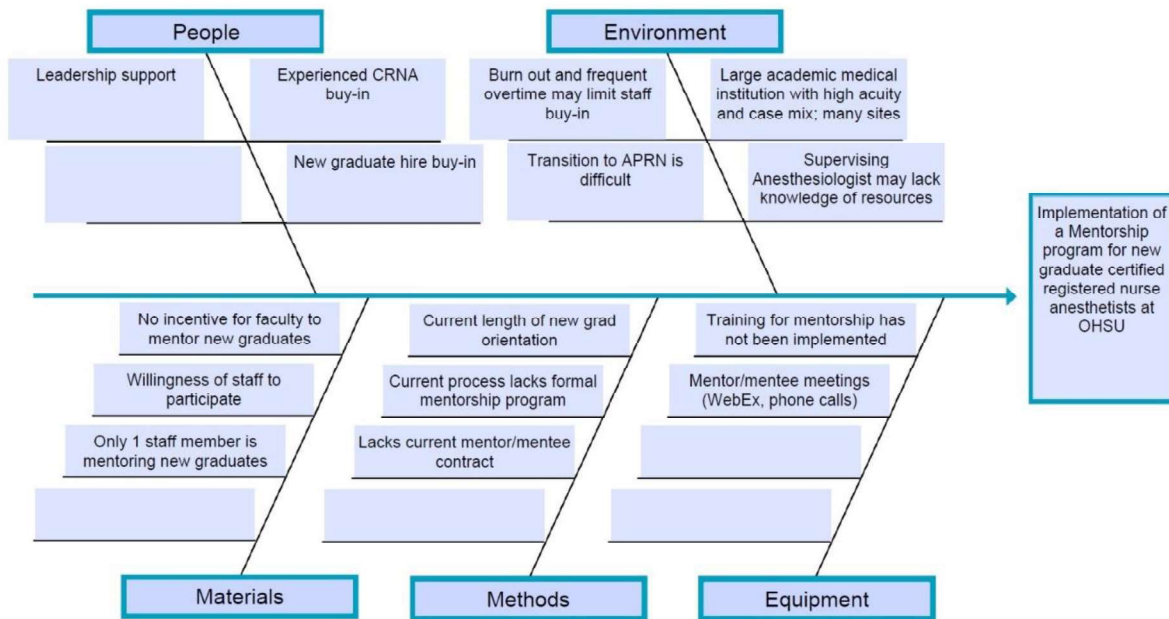 People
Environment
Leadership support
Experienced CRNA
buy-in
Burn out and frequent
overtime may limit staff
buy-in
Large academic medical
institution with high acuity
and case mix; many sites
New graduate hire buy-in
Transition to APRN is
difficult
Supervising
Anesthesiologist may lack
knowledge of resources
Implementation of
a Mentorship
program for new
graduate certified
registered nurse
anesthetists at
OHSU
No incentive for faculty to
mentor new graduates
Current length of new grad
orientation
Training for mentorship has
not been implemented
Willingness of staff to
participate
Current process lacks formal
mentorship program
Mentor/mentee meetings
(WebEx, phone calls)
Only 1 staff member is
mentoring new graduates
Lacks current mentor/mentee
contract
Materials
Methods
Equipment